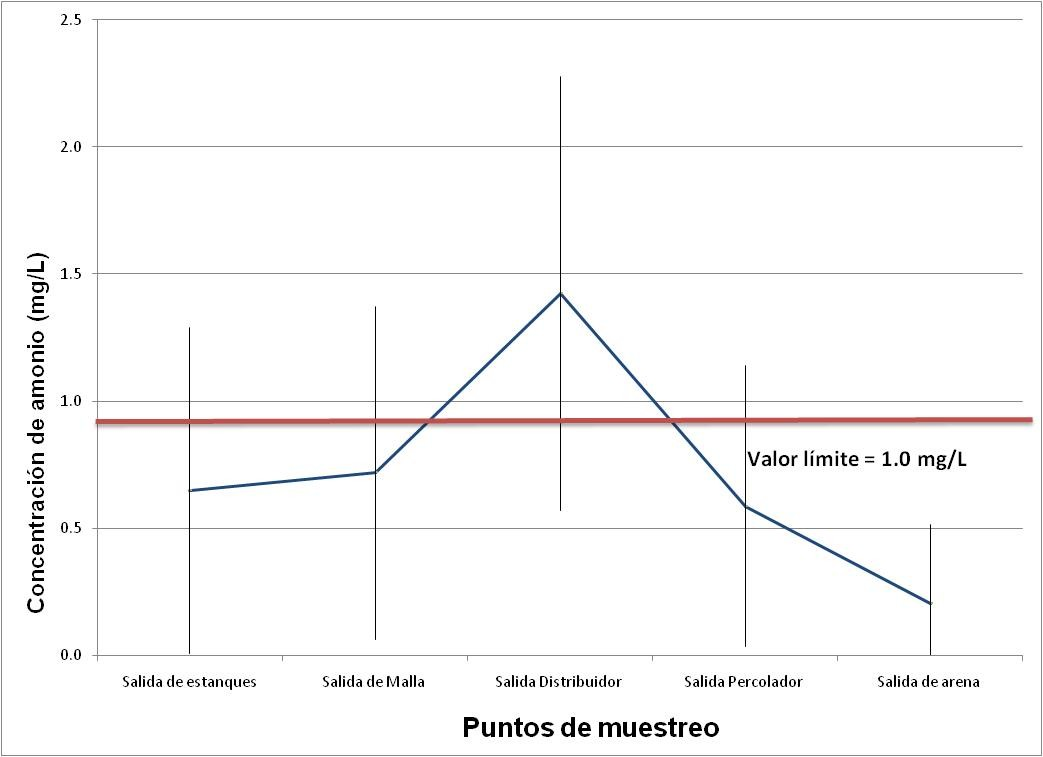 2.5
2.0
1.5
1.0
0.5
0.0
Concentración de amonio (mg/L)
Valor límite = 1.0 mg/L
Salida de estanques
Salida de Malla
Salida Distribuidor
Salida Percolador
Salida de arena
Puntos de muestreo